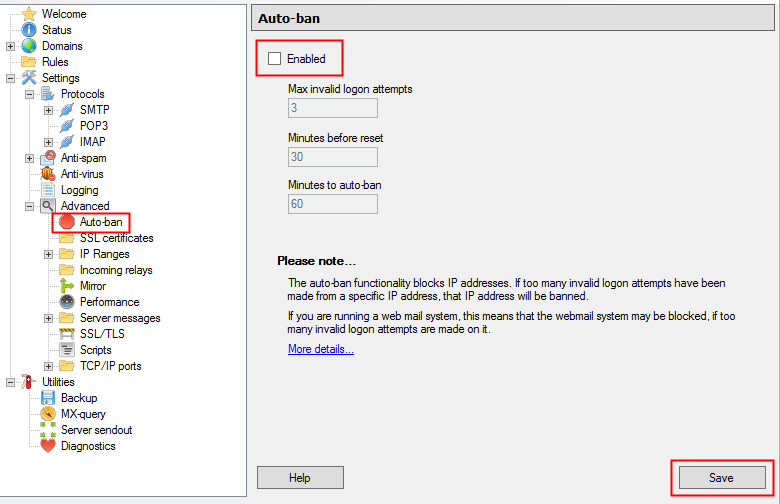 Welcome
Status
Domains
Rules
Settings
Protocols
SMTP
POP3
IMAP
Anti-spam
Anti-virus
Logging
Advanced
Auto-ban
SSL certificates
IP Ranges
Incoming relays
Mirror
Performance
Server messages
SSL/TLS
Scripts
TCP/IP ports
Utilities
Backup
MX-query
Server sendout
Diagnostics
Auto-ban
Enabled
Max invalid logon attempts
3
Minutes before reset
30
Minutes to auto-ban
60
Please note...
The auto-ban functionality blocks IP addresses. If too many invalid logon attempts have been
made from a specific IP address, that IP address will be banned.
If you are running a web mail system, this means that the webmail system may be blocked, if too
many invalid logon attempts are made on it.
More details...
Help
Save